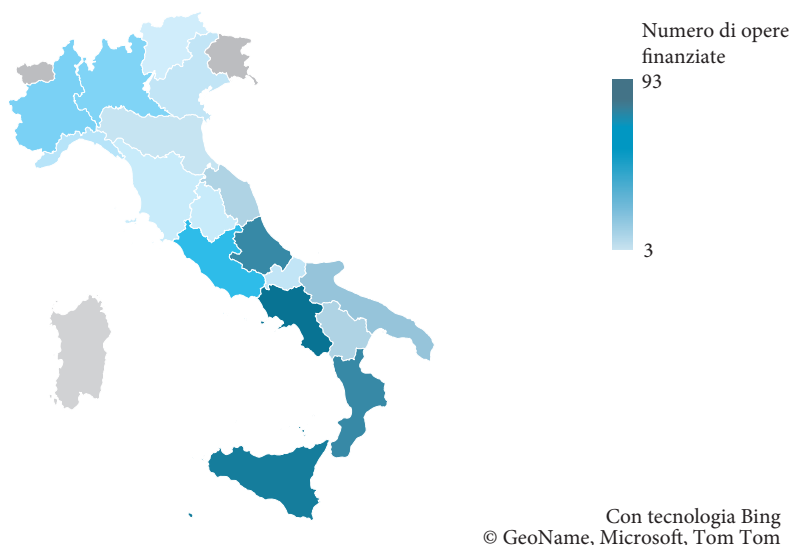 Numero di opere
finanziate
93
3
Con tecnologia Bing
© GeoName, Microsoft, Tom Tom